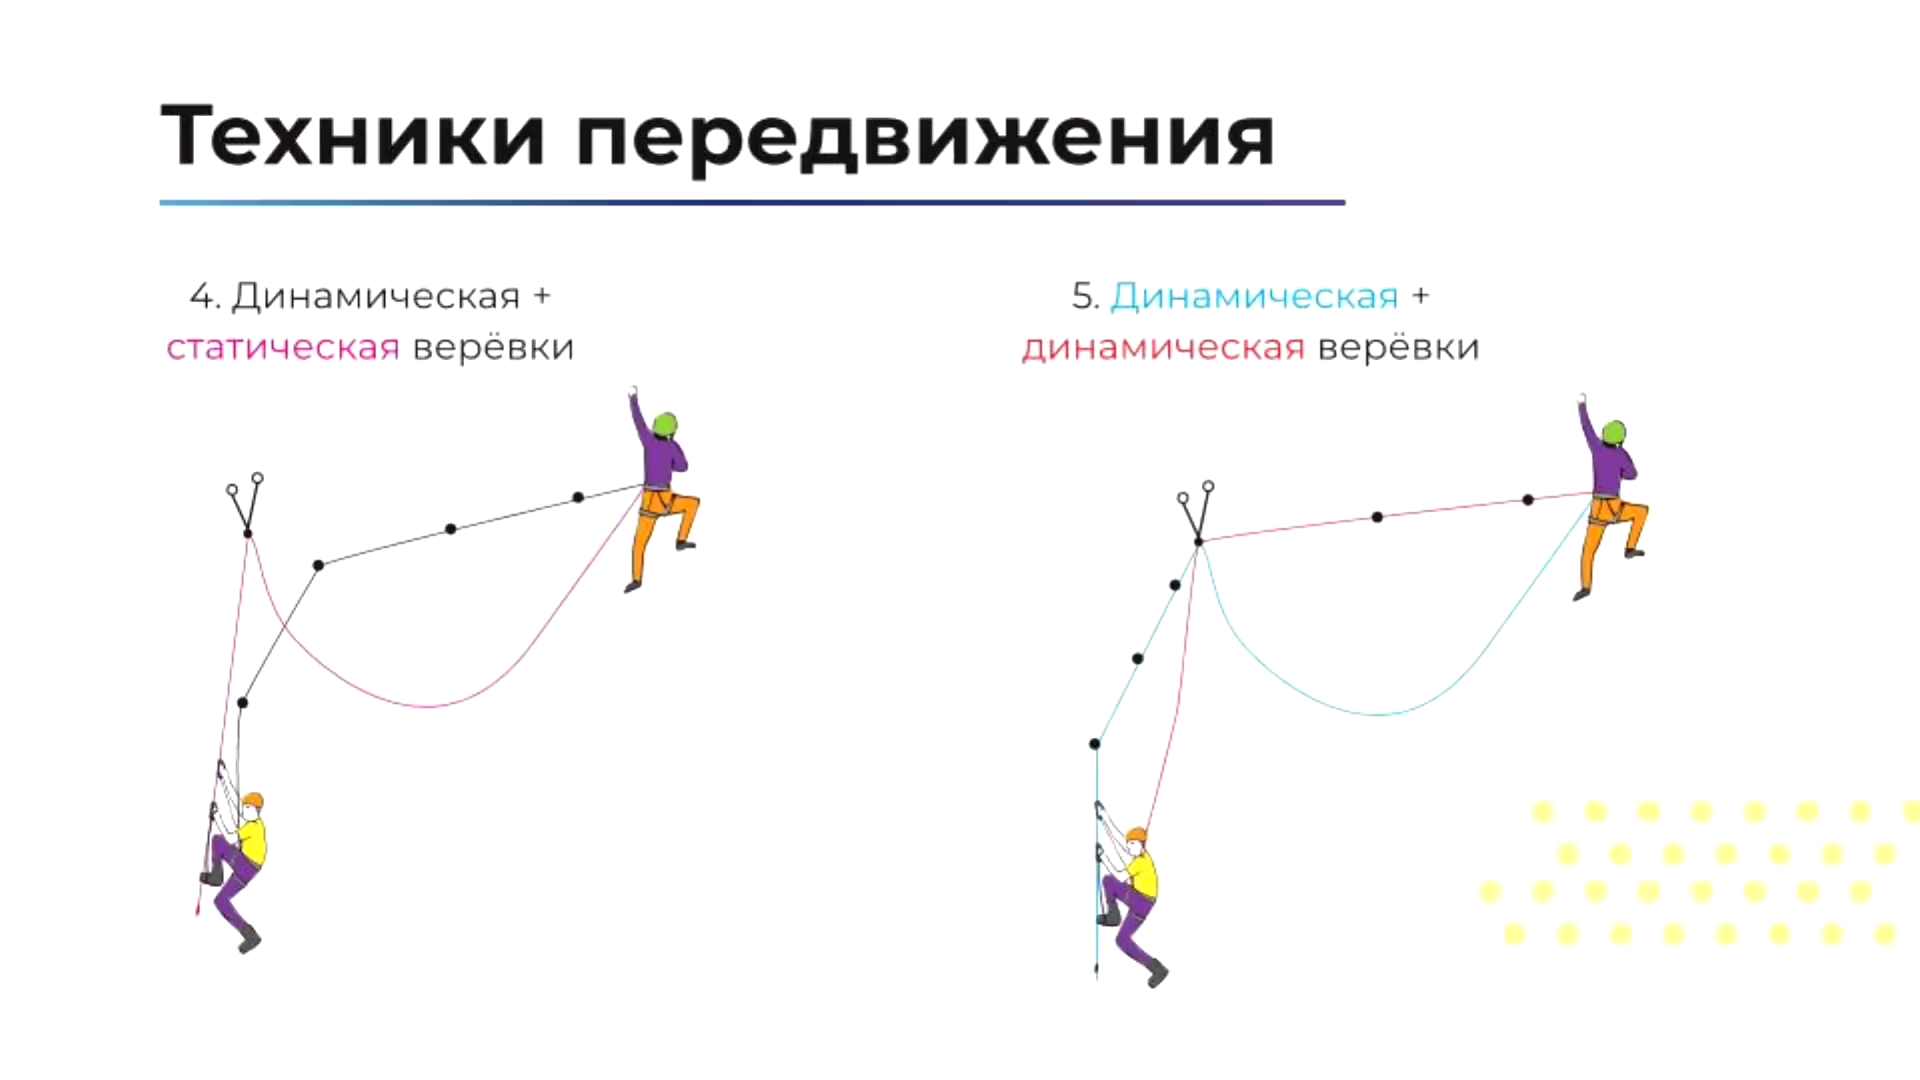 Техники передвижения
4. Динамическая +
статическая верёвки
5. Динамическая +
динамическая верёвки